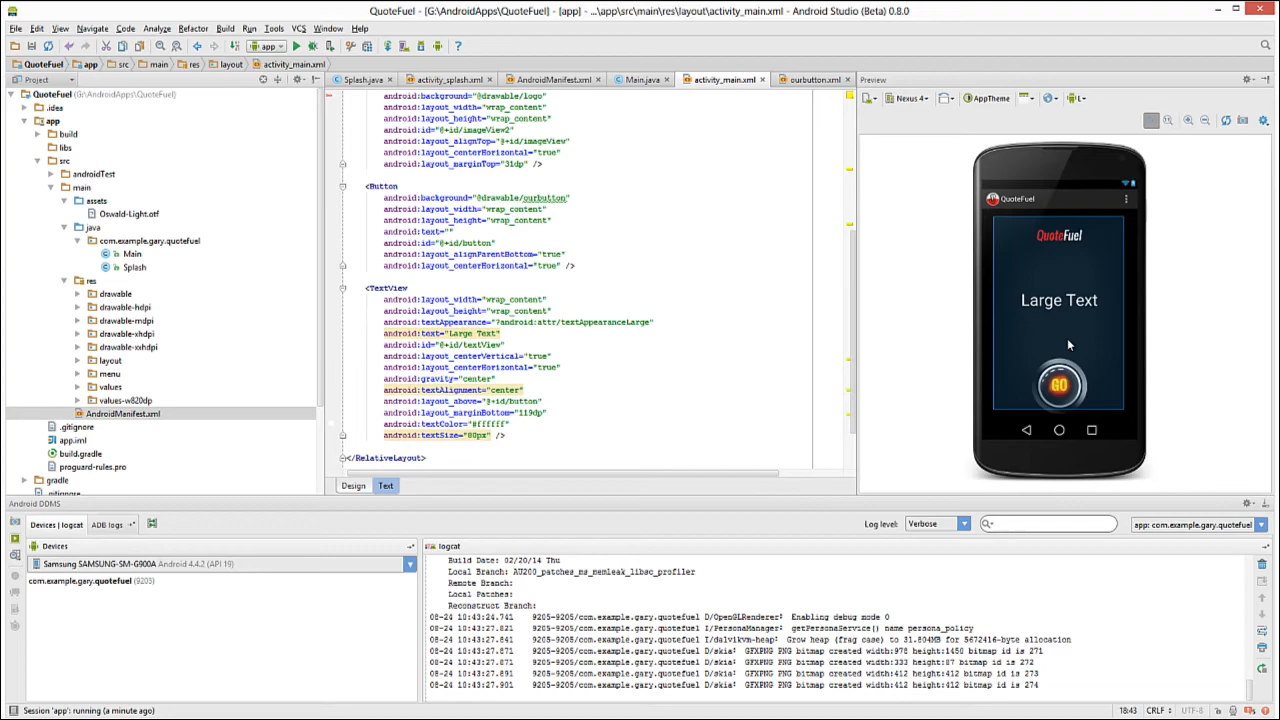 QuoteFuel - [G:\AndroidApps\QuoteFuel] - [app] - ...\app\src\main\res\layout\activity_main.xml - Android Studio (Beta) 0.8.0
File Edit View Navigate Code Analyze Refactor Build Run Tools VCS Window Help
app
QuoteFuel app src main res layout activity_main.xml
Project
Splash.java activity_splash.xml AndroidManifest.xml Main.java activity_main.xml ourbutton.xml
Preview
QuoteFuel (G:\AndroidApps\QuoteFuel)
.idea
app
build
libs
src
androidTest
main
assets
Oswald-Light.otf
java
com.example.gary.quotefuel
Main
Splash
res
drawable
drawable-hdpi
drawable-mdpi
drawable-xhdpi
drawable-xxhdpi
layout
menu
values
values-w820dp
AndroidManifest.xml
.gitignore
app.iml
build.gradle
proguard-rules.pro
gradle
.gitignore
android:background="@drawable/logo"
android:layout_width="wrap_content"
android:layout_height="wrap_content"
android:id="@+id/imageView2"
android:layout_alignTop="@+id/imageView"
android:layout_centerHorizontal="true"
android:layout_marginTop="31dp" />
<Button
android:background="@drawable/ourbutton"
android:layout_width="wrap_content"
android:layout_height="wrap_content"
android:text=""
android:id="@+id/button"
android:layout_alignParentBottom="true"
android:layout_centerHorizontal="true" />
<TextView
android:layout_width="wrap_content"
android:layout_height="wrap_content"
android:textAppearance="?android:attr/textAppearanceLarge"
android:text="Large Text"
android:id="@+id/textView"
android:layout_centerVertical="true"
android:layout_centerHorizontal="true"
android:gravity="center"
android:textAlignment="center"
android:layout_above="@+id/button"
android:layout_marginBottom="119dp"
android:textColor="#ffffff"
android:textSize="80px" />
</RelativeLayout>
Design Text
Nexus 4 AppTheme L
QuoteFuel
QuoteFuel
Large Text
GO
Android DDMS
Devices | logcat ADB logs
Log level: Verbose
app: com.example.gary.quotefuel
Devices
Samsung SAMSUNG-SM-G900A Android 4.4.2 (API 19)
com.example.gary.quotefuel (9205)
logcat
Build Date: 02/20/14 Thu
Local Branch: AU200_patches_ms_memleak_libsc_profiler
Remote Branch:
Local Patches:
Reconstruct Branch:
08-24 10:43:24.741 9205-9205/com.example.gary.quotefuel D/OpenGLRenderer: Enabling debug mode 0
08-24 10:43:27.821 9205-9205/com.example.gary.quotefuel I/PersonaManager: getPersonaService() name persona_policy
08-24 10:43:27.841 9205-9205/com.example.gary.quotefuel I/dalvikvm-heap: Grow heap (frag case) to 31.804MB for 5672416-byte allocation
08-24 10:43:27.871 9205-9205/com.example.gary.quotefuel D/skia: GFXPNG PNG bitmap created width:978 height:1450 bitmap id is 271
08-24 10:43:27.871 9205-9205/com.example.gary.quotefuel D/skia: GFXPNG PNG bitmap created width:333 height:87 bitmap id is 272
08-24 10:43:27.891 9205-9205/com.example.gary.quotefuel D/skia: GFXPNG PNG bitmap created width:412 height:412 bitmap id is 273
08-24 10:43:27.901 9205-9205/com.example.gary.quotefuel D/skia: GFXPNG PNG bitmap created width:412 height:412 bitmap id is 274
Session 'app': running (a minute ago)
18:43 CRLF UTF-8